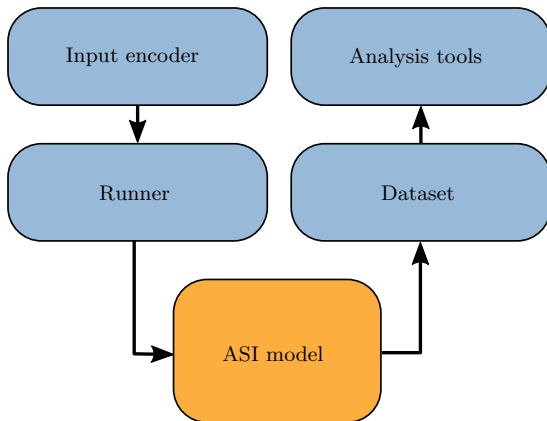 Input encoder
Analysis tools
Runner
Dataset
ASI model